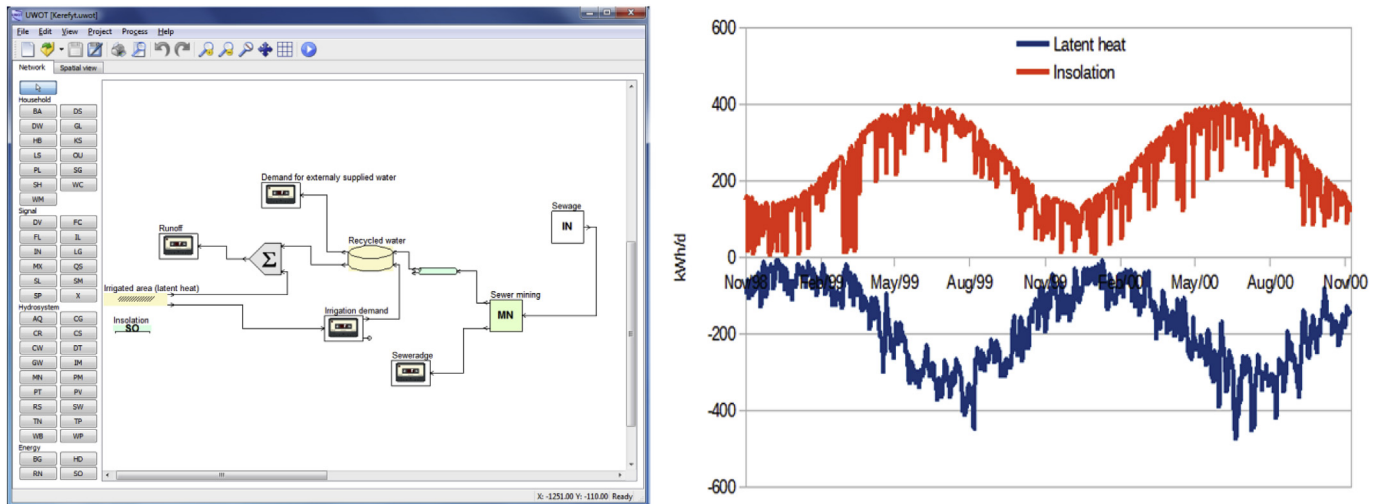 UWOT [Kerefyt.uwot]
File Edit View Project Process Help
Network Spatial view
Household
BA DS
DW GL
HB KS
LS OU
PL SG
SH WC
WM
Signal
DV FC
FL IL
IN LG
MX QS
SL SM
SP X
Hydrosystem
AQ CG
CR CS
CW DT
GW IM
MN PM
PT PV
RS SW
TN TP
WB WP
Energy
BG HD
RN SO
Demand for externaly supplied water
Sewage
IN
Runoff
Recycled water
Σ
Irrigated area (latent heat)
Sewer mining
MN
Insolation
SO
Irrigation demand
Seweradge
X: -1251.00 Y: -110.00 Ready
Latent heat
Insolation
kWh/d
600
400
200
0
-200
-400
-600
Nov/98 Feb/99 May/99 Aug/99 Nov/99 Feb/00 May/00 Aug/00 Nov/00